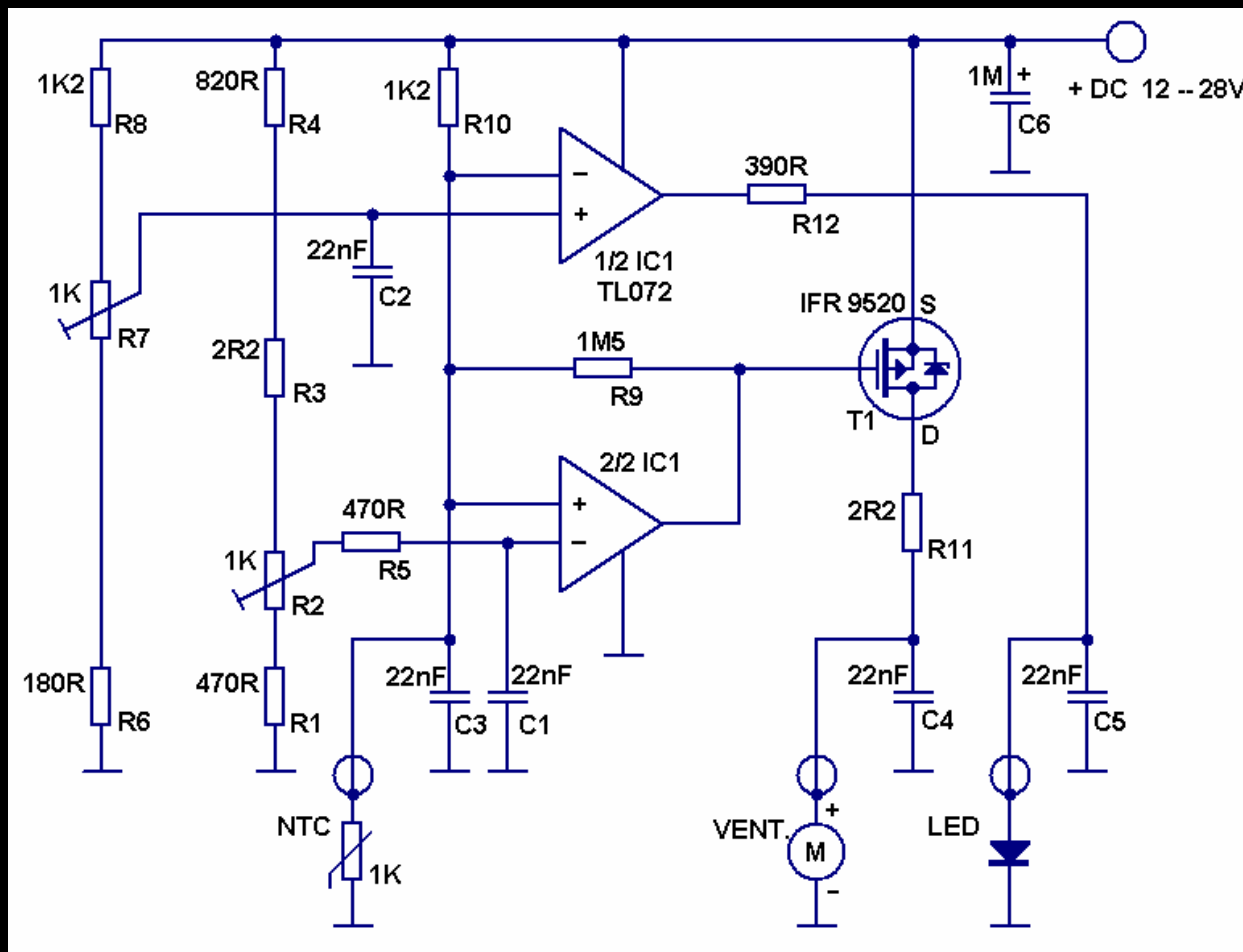 1K2
R8
820R
R4
1K2
R10
1M +
C6
+ DC 12 -- 28V
−
+
1/2 IC1
TL072
390R
R12
22nF
C2
1K
R7
IFR 9520 S
T1
D
2R2
R3
1M5
R9
2/2 IC1
+
−
470R
R5
1K
R2
2R2
R11
180R
R6
470R
R1
22nF
C3
22nF
C1
22nF
C4
22nF
C5
NTC
1K
VENT.
+
M
−
LED